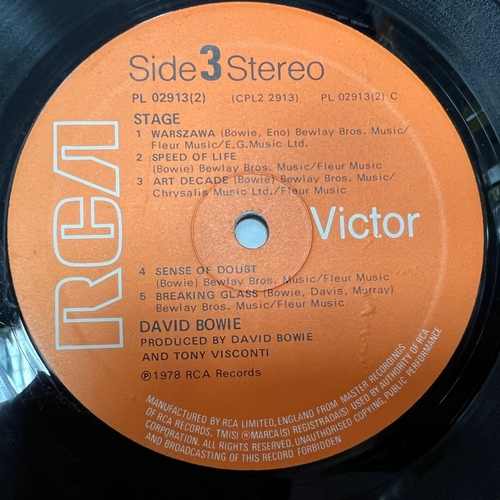 RCA
Side 3 Stereo
PL 02913(2) (CPL2 2913) PL 02913(2) C
STAGE
1 WARSZAWA (Bowie, Eno) Bewlay Bros. Music/
Fleur Music/E.G.Music Ltd.
2 SPEED OF LIFE
(Bowie) Bewlay Bros. Music/Fleur Music
3 ART DECADE (Bowie) Bewlay Bros. Music/
Chrysalis Music Ltd./Fleur Music
Victor
4 SENSE OF DOUBT
(Bowie) Bewlay Bros. Music/Fleur Music
5 BREAKING GLASS (Bowie, Davis, Murray)
Bewlay Bros. Music/Fleur Music
DAVID BOWIE
PRODUCED BY DAVID BOWIE
AND TONY VISCONTI
℗1978 RCA Records
MANUFACTURED BY RCA LIMITED, ENGLAND FROM MASTER RECORDINGS
OF RCA RECORDS, TM(S) ® MARCA(S) REGISTRADA(S) USED BY AUTHORITY OF RCA
CORPORATION. ALL RIGHTS RESERVED. UNAUTHORISED COPYING, PUBLIC PERFORMANCE
AND BROADCASTING OF THIS RECORD FORBIDDEN